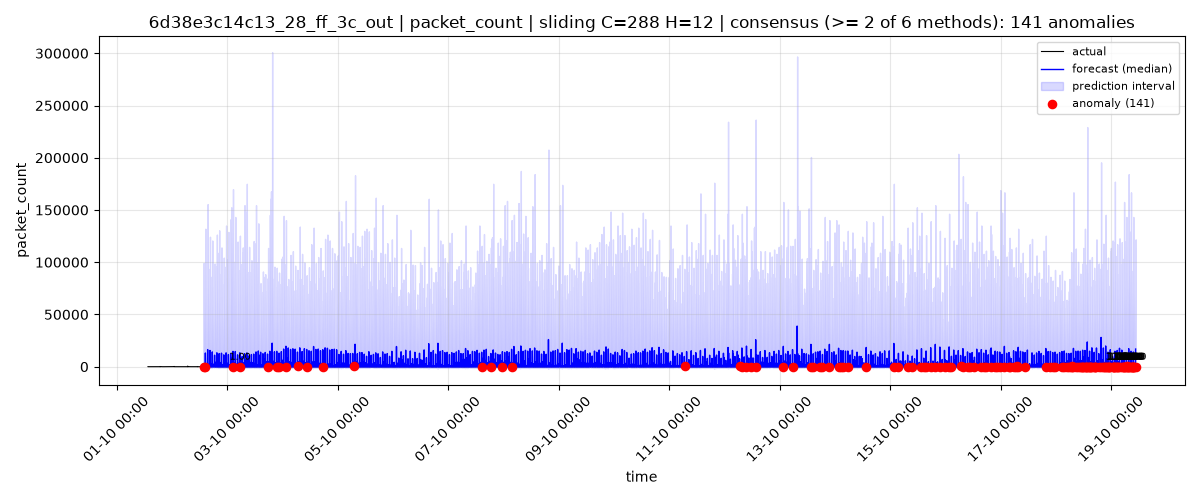 6d38e3c14c13_28_ff_3c_out | packet_count | sliding C=288 H=12 | consensus (>= 2 of 6 methods): 141 anomalies
actual
forecast (median)
prediction interval
anomaly (141)
packet_count
300000
250000
200000
150000
100000
50000
0
01-10 00:00
03-10 00:00
05-10 00:00
07-10 00:00
09-10 00:00
11-10 00:00
13-10 00:00
15-10 00:00
17-10 00:00
19-10 00:00
time